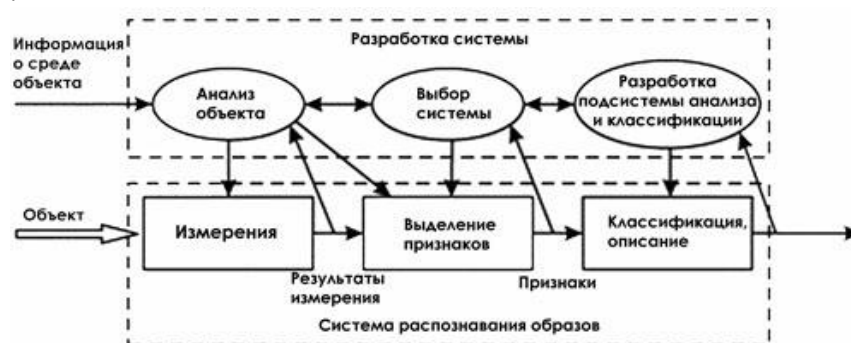 Информация
о среде
объекта
Разработка системы
Анализ
объекта
Выбор
системы
Разработка
подсистемы анализа
и классификации
Объект
Измерения
Выделение
признаков
Классификация,
описание
Результаты
измерения
Признаки
Система распознавания образов